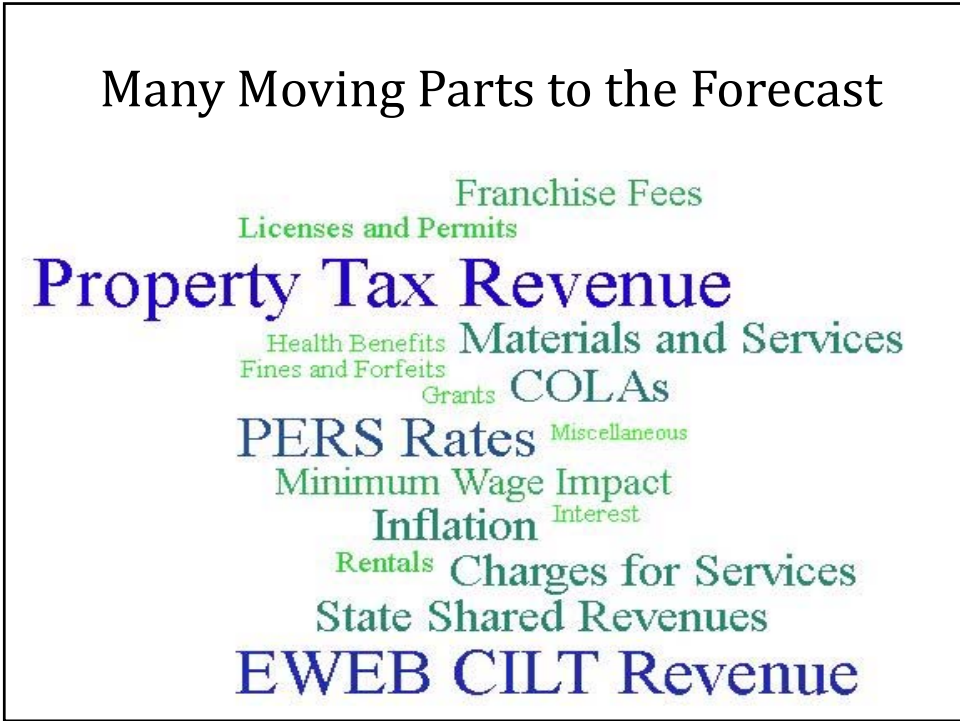 Many Moving Parts to the Forecast
Franchise Fees
Licenses and Permits
Property Tax Revenue
Health Benefits Materials and Services
Fines and Forfeits
Grants COLAs
PERS Rates Miscellaneous
Minimum Wage Impact
Inflation Interest
Rentals Charges for Services
State Shared Revenues
EWEB CILT Revenue